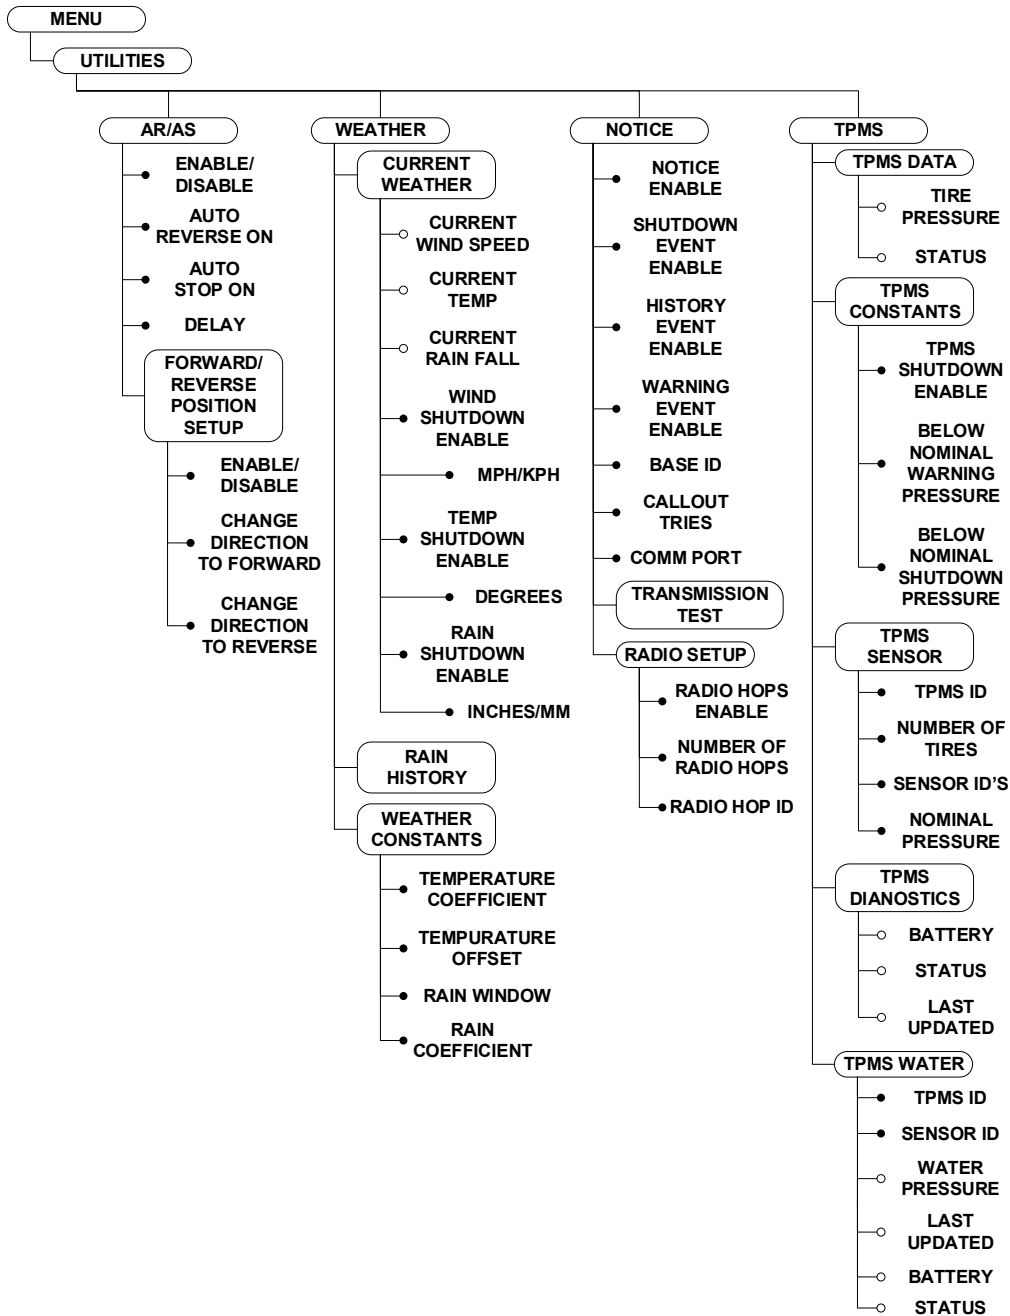 MENU
UTILITIES
AR/AS
ENABLE/
DISABLE
AUTO
REVERSE ON
AUTO
STOP ON
DELAY
FORWARD/
REVERSE
POSITION
SETUP
ENABLE/
DISABLE
CHANGE
DIRECTION
TO FORWARD
CHANGE
DIRECTION
TO REVERSE
WEATHER
CURRENT
WEATHER
CURRENT
WIND SPEED
CURRENT
TEMP
CURRENT
RAIN FALL
WIND
SHUTDOWN
ENABLE
MPH/KPH
TEMP
SHUTDOWN
ENABLE
DEGREES
RAIN
SHUTDOWN
ENABLE
INCHES/MM
RAIN
HISTORY
WEATHER
CONSTANTS
TEMPERATURE
COEFFICIENT
TEMPURATURE
OFFSET
RAIN WINDOW
RAIN
COEFFICIENT
NOTICE
NOTICE
ENABLE
SHUTDOWN
EVENT
ENABLE
HISTORY
EVENT
ENABLE
WARNING
EVENT
ENABLE
BASE ID
CALLOUT
TRIES
COMM PORT
TRANSMISSION
TEST
RADIO SETUP
RADIO HOPS
ENABLE
NUMBER OF
RADIO HOPS
RADIO HOP ID
TPMS
TPMS DATA
TIRE
PRESSURE
STATUS
TPMS
CONSTANTS
TPMS
SHUTDOWN
ENABLE
BELOW
NOMINAL
WARNING
PRESSURE
BELOW
NOMINAL
SHUTDOWN
PRESSURE
TPMS
SENSOR
TPMS ID
NUMBER OF
TIRES
SENSOR ID’S
NOMINAL
PRESSURE
TPMS
DIANOSTICS
BATTERY
STATUS
LAST
UPDATED
TPMS WATER
TPMS ID
SENSOR ID
WATER
PRESSURE
LAST
UPDATED
BATTERY
STATUS